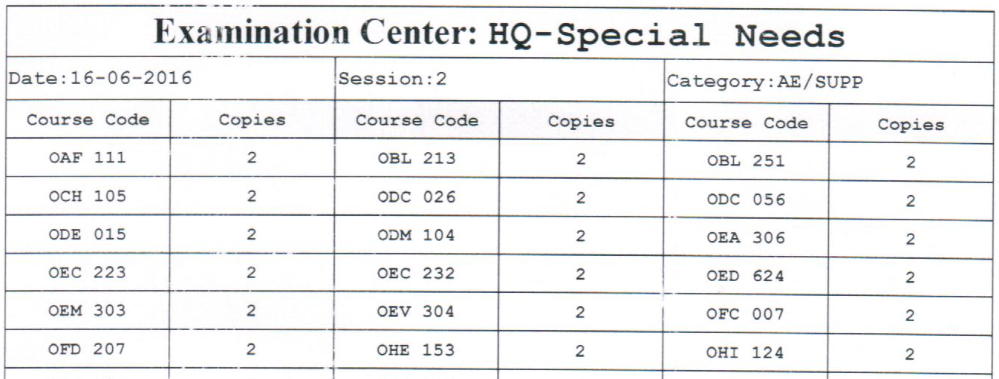 Examination Center: HQ-Special Needs
Date:16-06-2016 Session:2 Category:AE/SUPP
Course Code Copies Course Code Copies Course Code Copies
OAF 111 2 OBL 213 2 OBL 251 2
OCH 105 2 ODC 026 2 ODC 056 2
ODE 015 2 ODM 104 2 OEA 306 2
OEC 223 2 OEC 232 2 OED 624 2
OEM 303 2 OEV 304 2 OFC 007 2
OFD 207 2 OHE 153 2 OHI 124 2